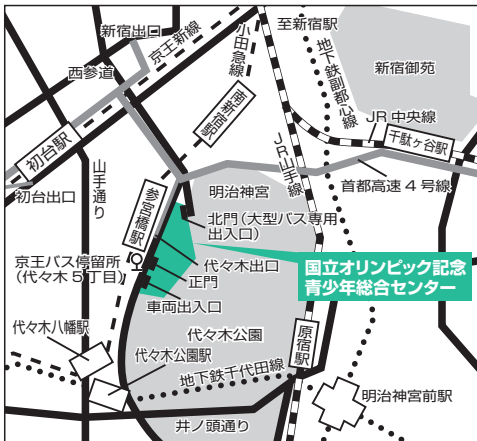 新宿出口
京王新線
西参道
小田急線
南新宿駅
至新宿駅
地下鉄副都心線
新宿御苑
JR中央線
千駄ヶ谷駅
初台駅
初台出口
山手通り
参宮橋駅
JR山手線
明治神宮
首都高速4号線
北門(大型バス専用
出入口)
京王バス停留所
(代々木5丁目)
代々木出口
正門
車両出入口
国立オリンピック記念
青少年総合センター
代々木八幡駅
代々木公園駅
代々木公園
原宿駅
地下鉄千代田線
明治神宮前駅
井ノ頭通り